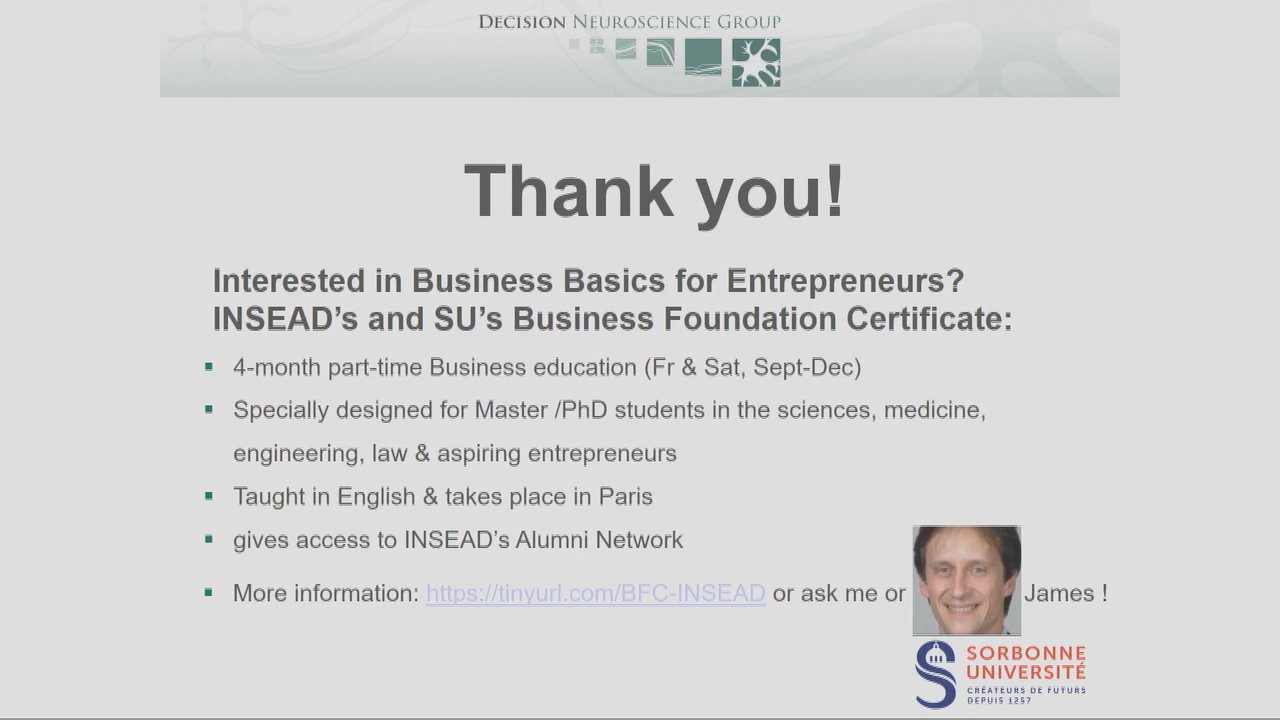 DECISION NEUROSCIENCE GROUP
Thank you!
Interested in Business Basics for Entrepreneurs?
INSEAD’s and SU’s Business Foundation Certificate:
4-month part-time Business education (Fr & Sat, Sept-Dec)
Specially designed for Master /PhD students in the sciences, medicine,
engineering, law & aspiring entrepreneurs
Taught in English & takes place in Paris
gives access to INSEAD’s Alumni Network
More information: https://tinyurl.com/BFC-INSEAD or ask me or James !
SORBONNE
UNIVERSITÉ
CRÉATEURS DE FUTURS
DEPUIS 1257